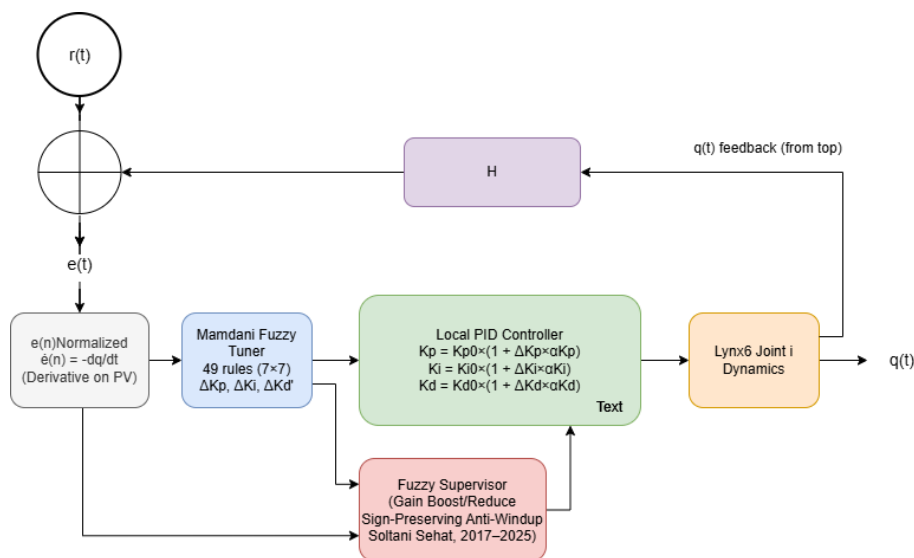 r(t)
q(t) feedback (from top)
H
e(t)
e(n)Normalized
ė(n) = -dq/dt
(Derivative on PV)
Mamdani Fuzzy
Tuner
49 rules (7×7)
ΔKp, ΔKi, ΔKd'
Local PID Controller
Kp = Kp0×(1 + ΔKp×αKp)
Ki = Ki0×(1 + ΔKi×αKi)
Kd = Kd0×(1 + ΔKd×αKd)
Text
Lynx6 Joint i
Dynamics
q(t)
Fuzzy Supervisor
(Gain Boost/Reduce
Sign-Preserving Anti-Windup
Soltani Sehat, 2017–2025)